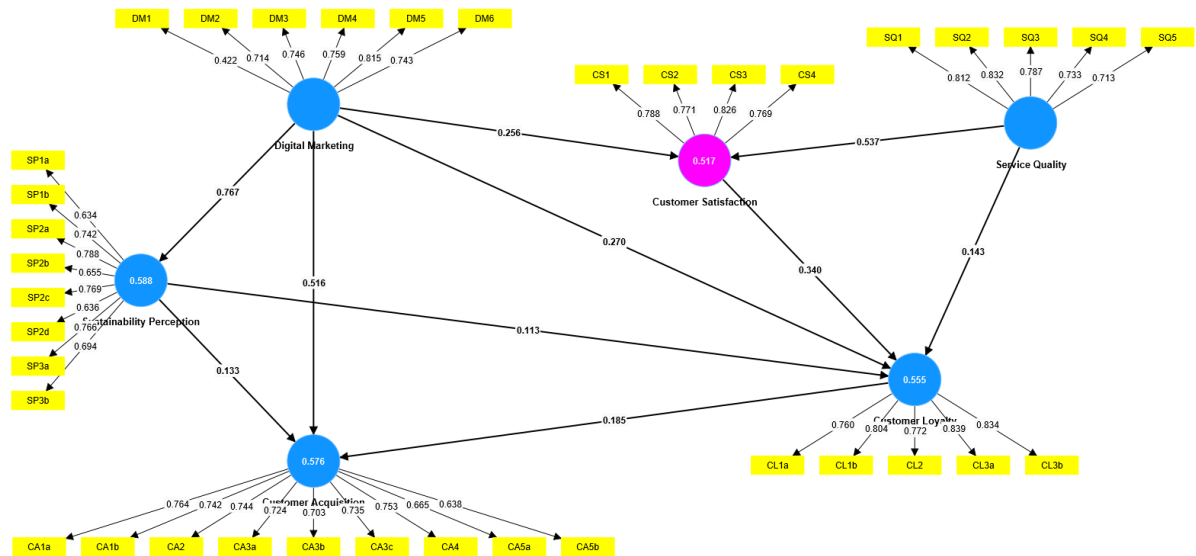 DM1 DM2 DM3 DM4 DM5 DM6
0.422 0.714 0.746 0.759 0.815 0.743
Digital Marketing
SQ1 SQ2 SQ3 SQ4 SQ5
0.812 0.832 0.787 0.733 0.713
Service Quality
CS1 CS2 CS3 CS4
0.788 0.771 0.826 0.769
0.517
Customer Satisfaction
0.256
0.537
0.767
0.516
0.270
0.340
0.143
SP1a
SP1b
SP2a
SP2b
SP2c
SP2d
SP3a
SP3b
0.634
0.742
0.788
0.655
0.769
0.636
0.766
0.694
0.588
Sustainability Perception
0.113
0.133
0.185
0.555
Customer Loyalty
0.760 0.804 0.772 0.839 0.834
CL1a CL1b CL2 CL3a CL3b
0.576
Customer Acquisition
0.764 0.742 0.744 0.724 0.703 0.735 0.753 0.665 0.638
CA1a CA1b CA2 CA3a CA3b CA3c CA4 CA5a CA5b